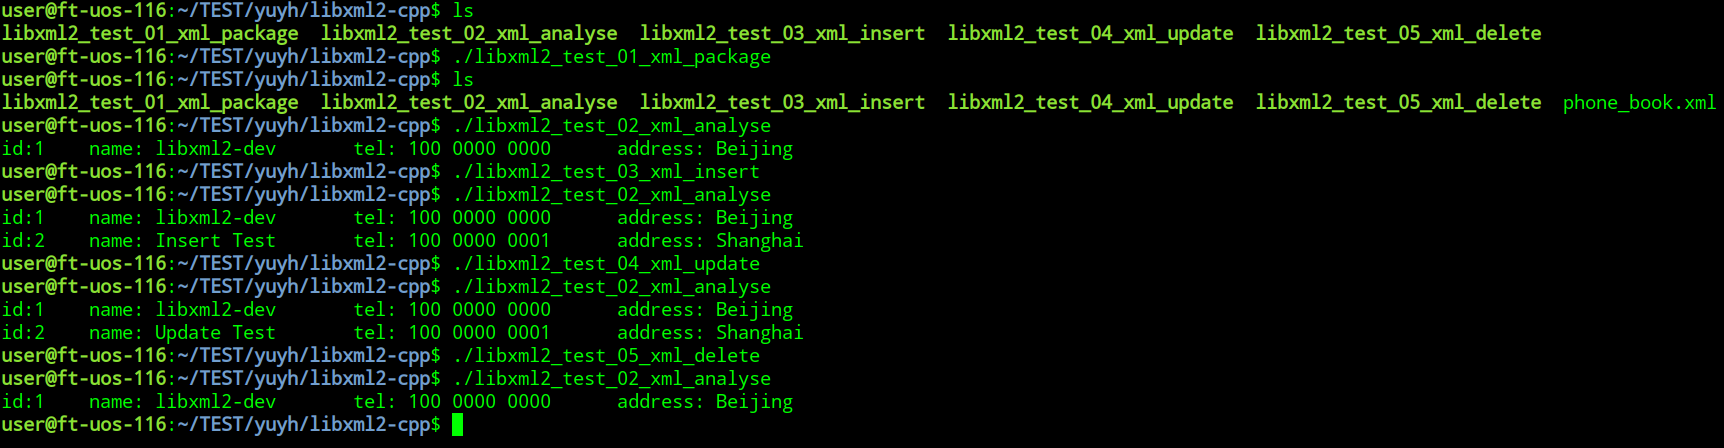 user@ft-uos-116:~/TEST/yuyh/libxml2-cpp$ ls
libxml2_test_01_xml_package  libxml2_test_02_xml_analyse  libxml2_test_03_xml_insert  libxml2_test_04_xml_update  libxml2_test_05_xml_delete
user@ft-uos-116:~/TEST/yuyh/libxml2-cpp$ ./libxml2_test_01_xml_package
user@ft-uos-116:~/TEST/yuyh/libxml2-cpp$ ls
libxml2_test_01_xml_package  libxml2_test_02_xml_analyse  libxml2_test_03_xml_insert  libxml2_test_04_xml_update  libxml2_test_05_xml_delete  phone_book.xml
user@ft-uos-116:~/TEST/yuyh/libxml2-cpp$ ./libxml2_test_02_xml_analyse
id:1    name: libxml2-dev       tel: 100 0000 0000      address: Beijing
user@ft-uos-116:~/TEST/yuyh/libxml2-cpp$ ./libxml2_test_03_xml_insert
user@ft-uos-116:~/TEST/yuyh/libxml2-cpp$ ./libxml2_test_02_xml_analyse
id:1    name: libxml2-dev       tel: 100 0000 0000      address: Beijing
id:2    name: Insert Test       tel: 100 0000 0001      address: Shanghai
user@ft-uos-116:~/TEST/yuyh/libxml2-cpp$ ./libxml2_test_04_xml_update
user@ft-uos-116:~/TEST/yuyh/libxml2-cpp$ ./libxml2_test_02_xml_analyse
id:1    name: libxml2-dev       tel: 100 0000 0000      address: Beijing
id:2    name: Update Test       tel: 100 0000 0001      address: Shanghai
user@ft-uos-116:~/TEST/yuyh/libxml2-cpp$ ./libxml2_test_05_xml_delete
user@ft-uos-116:~/TEST/yuyh/libxml2-cpp$ ./libxml2_test_02_xml_analyse
id:1    name: libxml2-dev       tel: 100 0000 0000      address: Beijing
user@ft-uos-116:~/TEST/yuyh/libxml2-cpp$